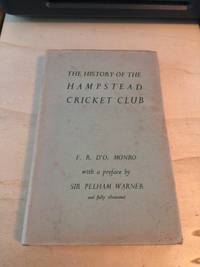 THE HISTORY OF THE
HAMPSTEAD
CRICKET CLUB
F. R. D'O. MONRO
with a preface by
SIR PELHAM WARNER
and fully illustrated